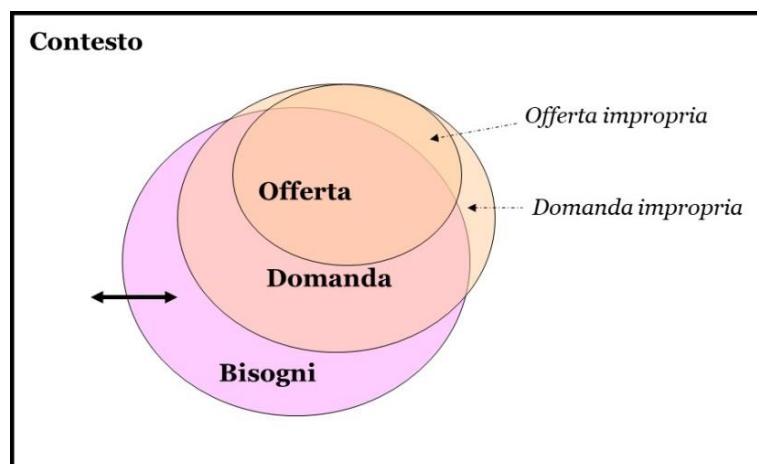 Contesto
Offerta impropria
Offerta
Domanda impropria
Domanda
Bisogni